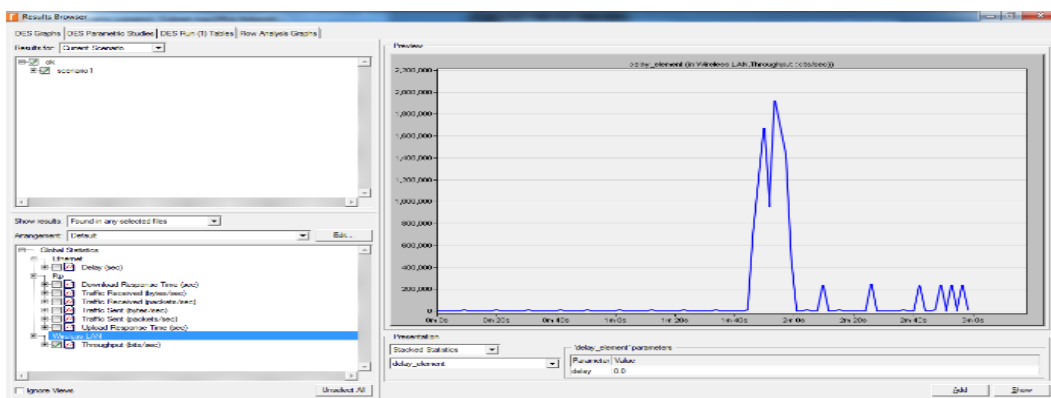 Results Browser
DES Graphs DES Parametric Studies DES Run (1) Tables Row Analysis Graphs
Results for: Current Scenario
ok
scenario1
Show results: Found in any selected files
Arrangement: Default Edit...
Global Statistics
Ethernet
Delay (sec)
Ftp
Download Response Time (sec)
Traffic Received (bytes/sec)
Traffic Received (packets/sec)
Traffic Sent (bytes/sec)
Traffic Sent (packets/sec)
Upload Response Time (sec)
Wireless LAN
Throughput (bits/sec)
Ignore Views Unselect All
Preview
delay_element (in Wireless LAN.Throughput (bits/sec))
2,200,000
2,000,000
1,800,000
1,600,000
1,400,000
1,200,000
1,000,000
800,000
600,000
400,000
200,000
0
0m 0s 0m 20s 0m 40s 1m 0s 1m 20s 1m 40s 2m 0s 2m 20s 2m 40s 3m 0s
Presentation
Stacked Statistics
delay_element
'delay_element' parameters
Parameter Value
delay 0.0
Add Show